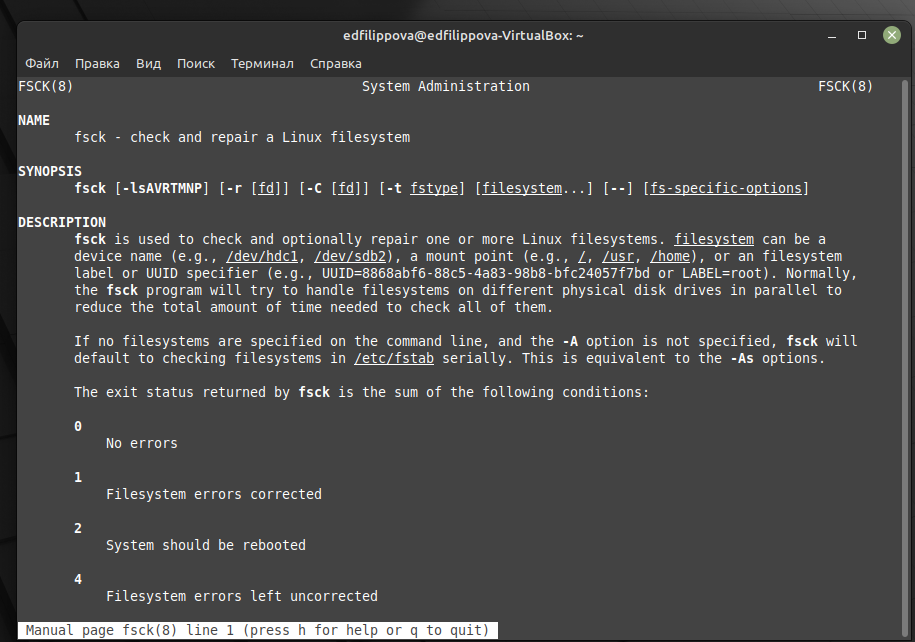 edfilippova@edfilippova-VirtualBox: ~
Файл Правка Вид Поиск Терминал Справка
FSCK(8) System Administration FSCK(8)
NAME
fsck - check and repair a Linux filesystem
SYNOPSIS
fsck [-lsAVRTMNP] [-r [fd]] [-C [fd]] [-t fstype] [filesystem...] [--] [fs-specific-options]
DESCRIPTION
fsck is used to check and optionally repair one or more Linux filesystems. filesystem can be a
device name (e.g., /dev/hdc1, /dev/sdb2), a mount point (e.g., /, /usr, /home), or an filesystem
label or UUID specifier (e.g., UUID=8868abf6-88c5-4a83-98b8-bfc24057f7bd or LABEL=root). Normally,
the fsck program will try to handle filesystems on different physical disk drives in parallel to
reduce the total amount of time needed to check all of them.
If no filesystems are specified on the command line, and the -A option is not specified, fsck will
default to checking filesystems in /etc/fstab serially. This is equivalent to the -As options.
The exit status returned by fsck is the sum of the following conditions:
0
No errors
1
Filesystem errors corrected
2
System should be rebooted
4
Filesystem errors left uncorrected
Manual page fsck(8) line 1 (press h for help or q to quit)